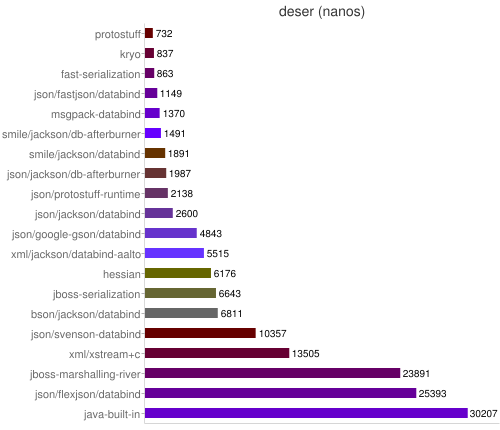 deser (nanos)
protostuff 732
kryo 837
fast-serialization 863
json/fastjson/databind 1149
msgpack-databind 1370
smile/jackson/db-afterburner 1491
smile/jackson/databind 1891
json/jackson/db-afterburner 1987
json/protostuff-runtime 2138
json/jackson/databind 2600
json/google-gson/databind 4843
xml/jackson/databind-aalto 5515
hessian 6176
jboss-serialization 6643
bson/jackson/databind 6811
json/svenson-databind 10357
xml/xstream+c 13505
jboss-marshalling-river 23891
json/flexjson/databind 25393
java-built-in 30207